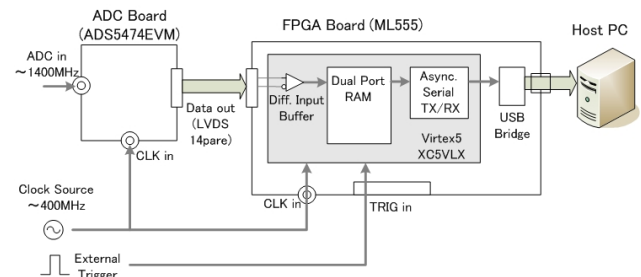 ADC Board
(ADS5474EVM)
FPGA Board (ML555)
Host PC
ADC in
～1400MHz
Data out
(LVDS
14pare)
CLK in
Diff. Input
Buffer
Dual Port
RAM
Async.
Serial
TX/RX
Virtex5
XC5VLX
USB
Bridge
Clock Source
～400MHz
CLK in
TRIG in
External
Trigger